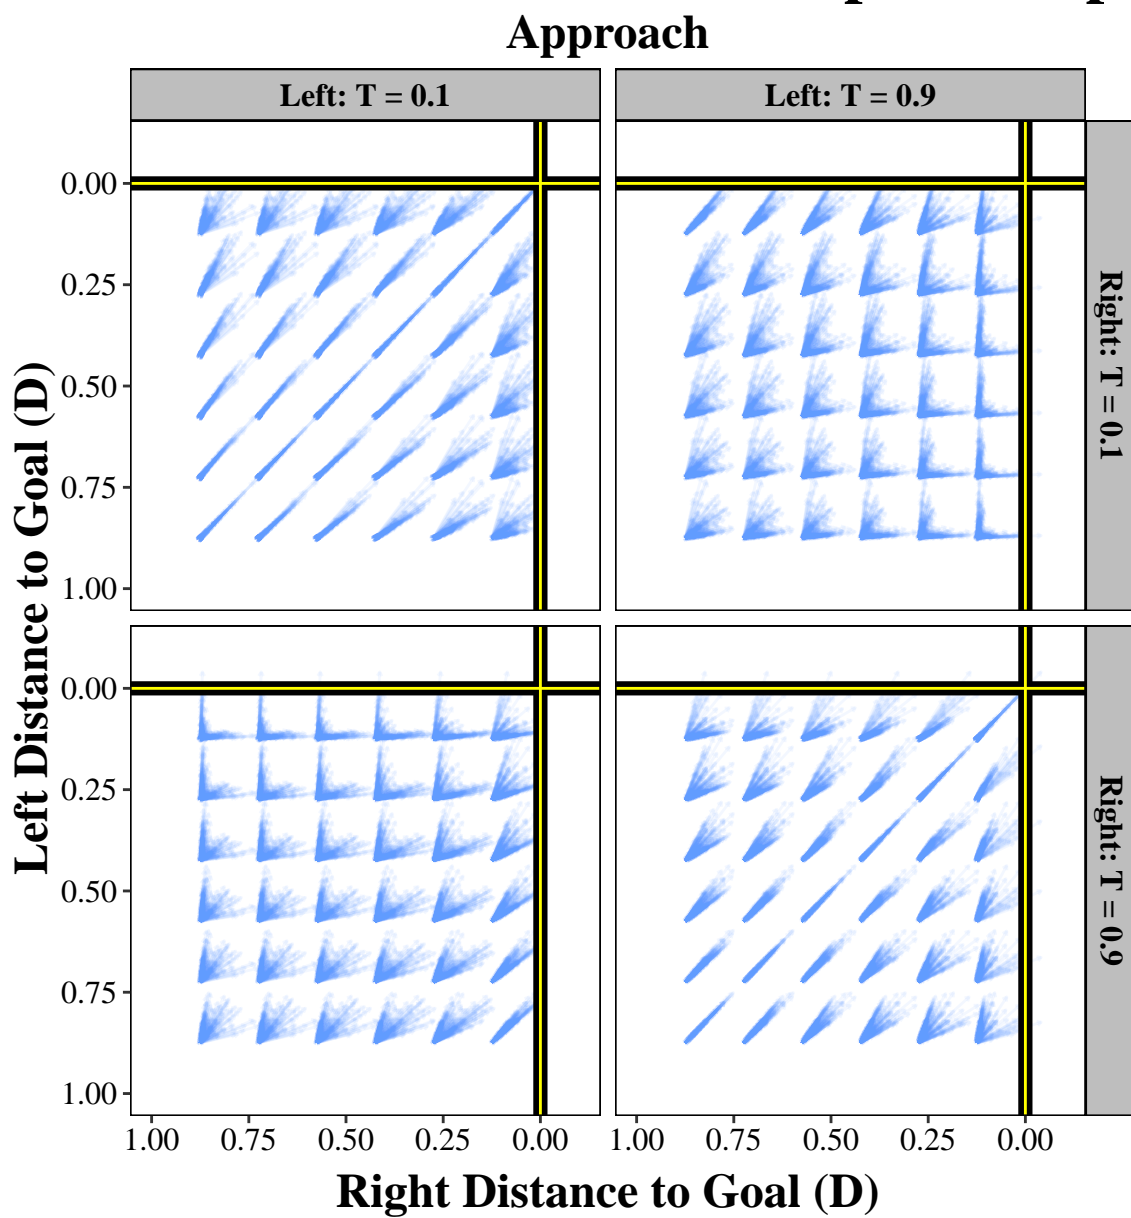 Approach
Left: T = 0.1
Left: T = 0.9
0.00
0.25
0.50
0.75
1.00
Right: T = 0.1
0.00
0.25
0.50
0.75
1.00
Right: T = 0.9
Left Distance to Goal (D)
1.00 0.75 0.50 0.25 0.00
1.00 0.75 0.50 0.25 0.00
Right Distance to Goal (D)